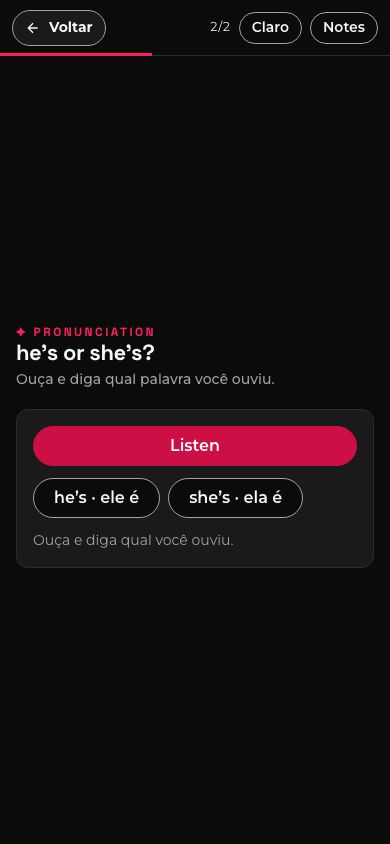 ← Voltar
2/2
Claro
Notes
✦ PRONUNCIATION
he's or she's?
Ouça e diga qual palavra você ouviu.
Listen
he's · ele é
she's · ela é
Ouça e diga qual você ouviu.